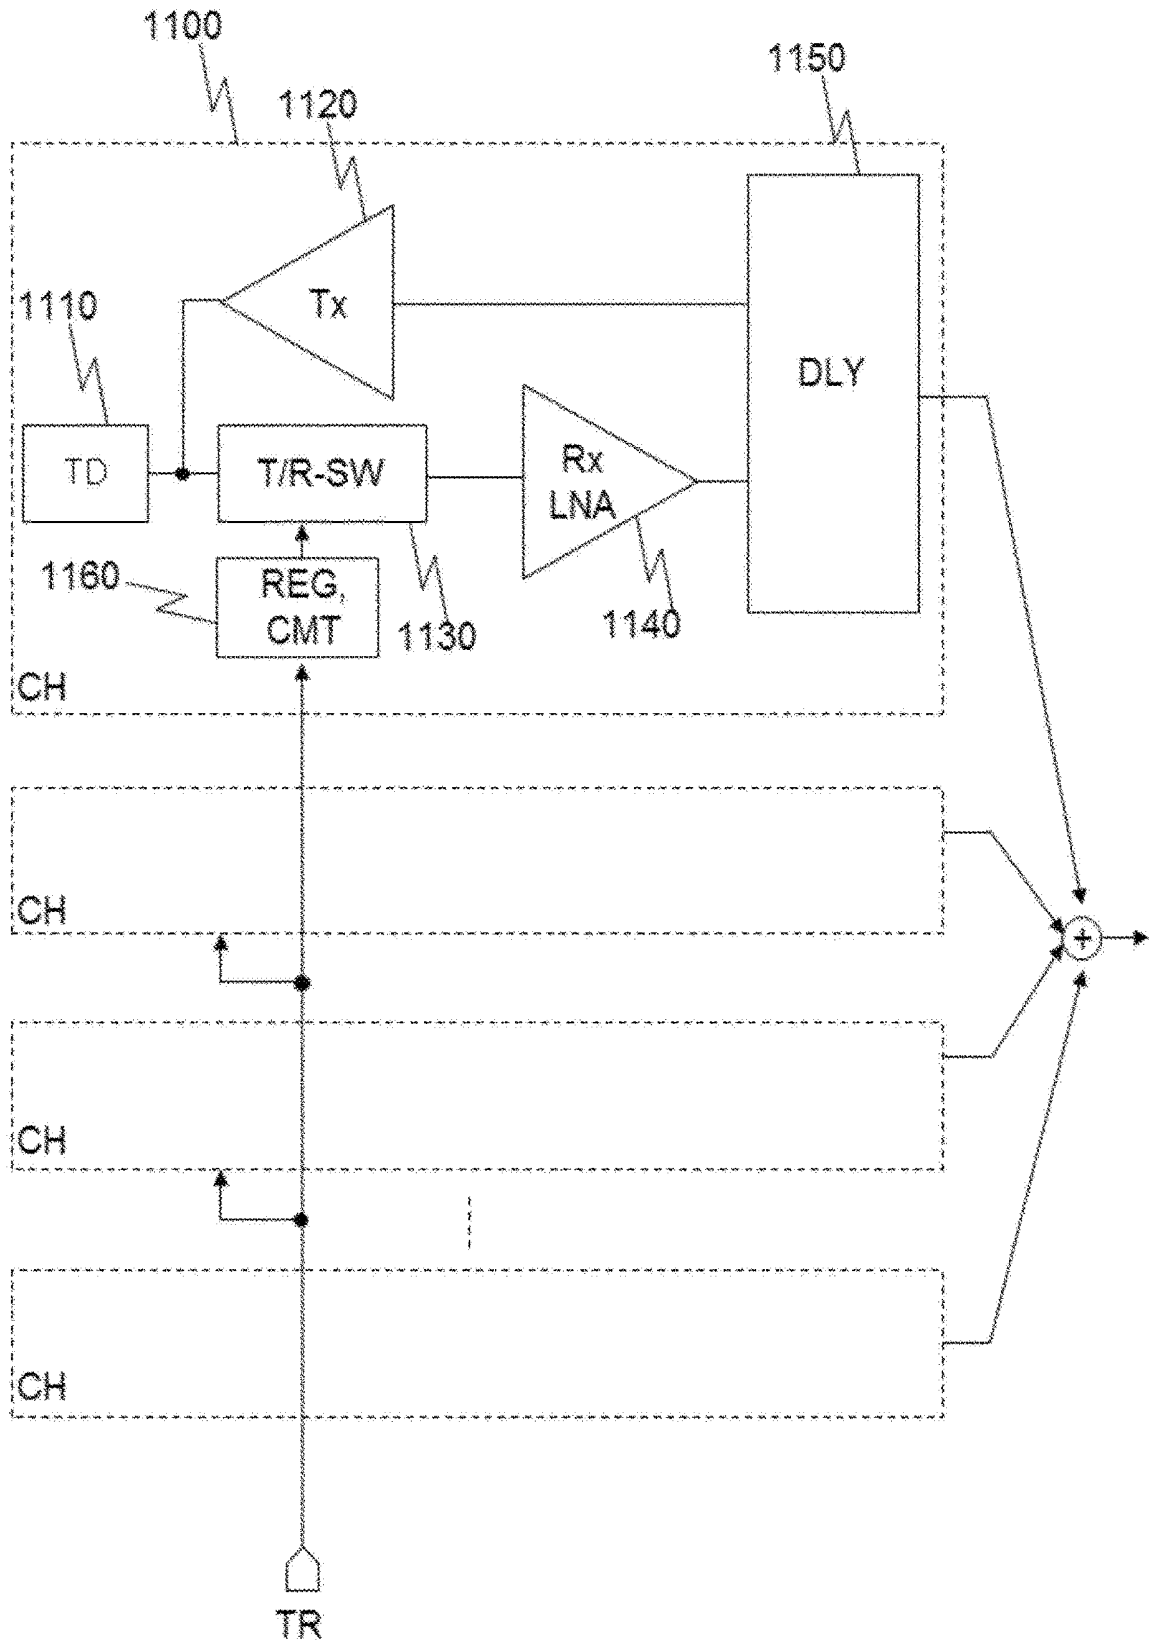 1100
1150
1120
Tx
1110
DLY
TD
T/R-SW
Rx
LNA
1160
REG,
CMT
1130
1140
CH
CH
+
CH
CH
TR